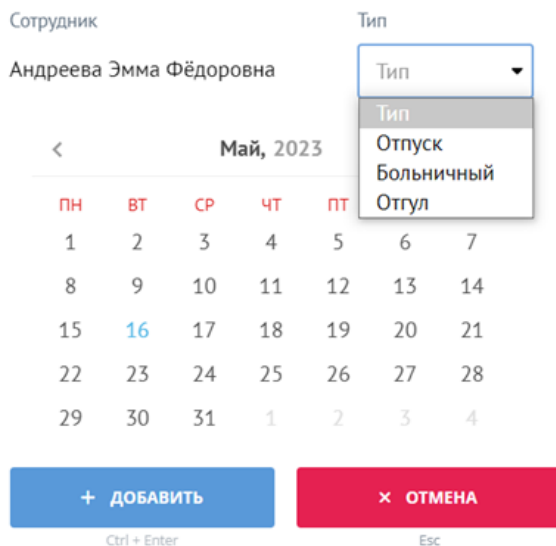 Сотрудник Тип
Андреева Эмма Фёдоровна Тип
Тип
Отпуск
Больничный
Отгул
Май, 2023
ПН ВТ СР ЧТ ПТ
1 2 3 4 5 6 7
8 9 10 11 12 13 14
15 16 17 18 19 20 21
22 23 24 25 26 27 28
29 30 31 1 2 3 4
+ ДОБАВИТЬ × ОТМЕНА
Ctrl + Enter Esc